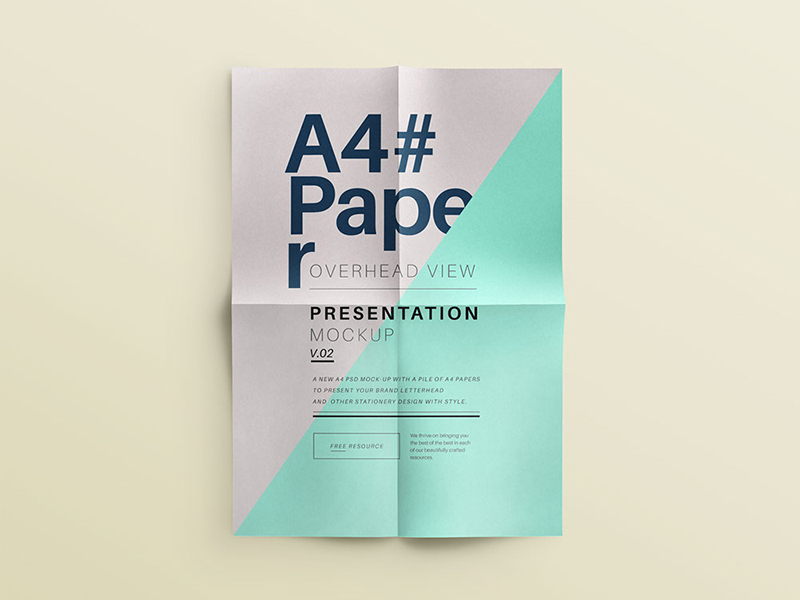 A4#
Pape
r
OVERHEAD VIEW
PRESENTATION
MOCKUP
V.02
A NEW A4 PSD MOCK-UP WITH A PILE OF A4 PAPERS
TO PRESENT YOUR BRAND LETTERHEAD
AND OTHER STATIONERY DESIGN WITH STYLE.
FREE RESOURCE
We thrive on bringing you
the best of the best in each
of our beautifully crafted
resources.